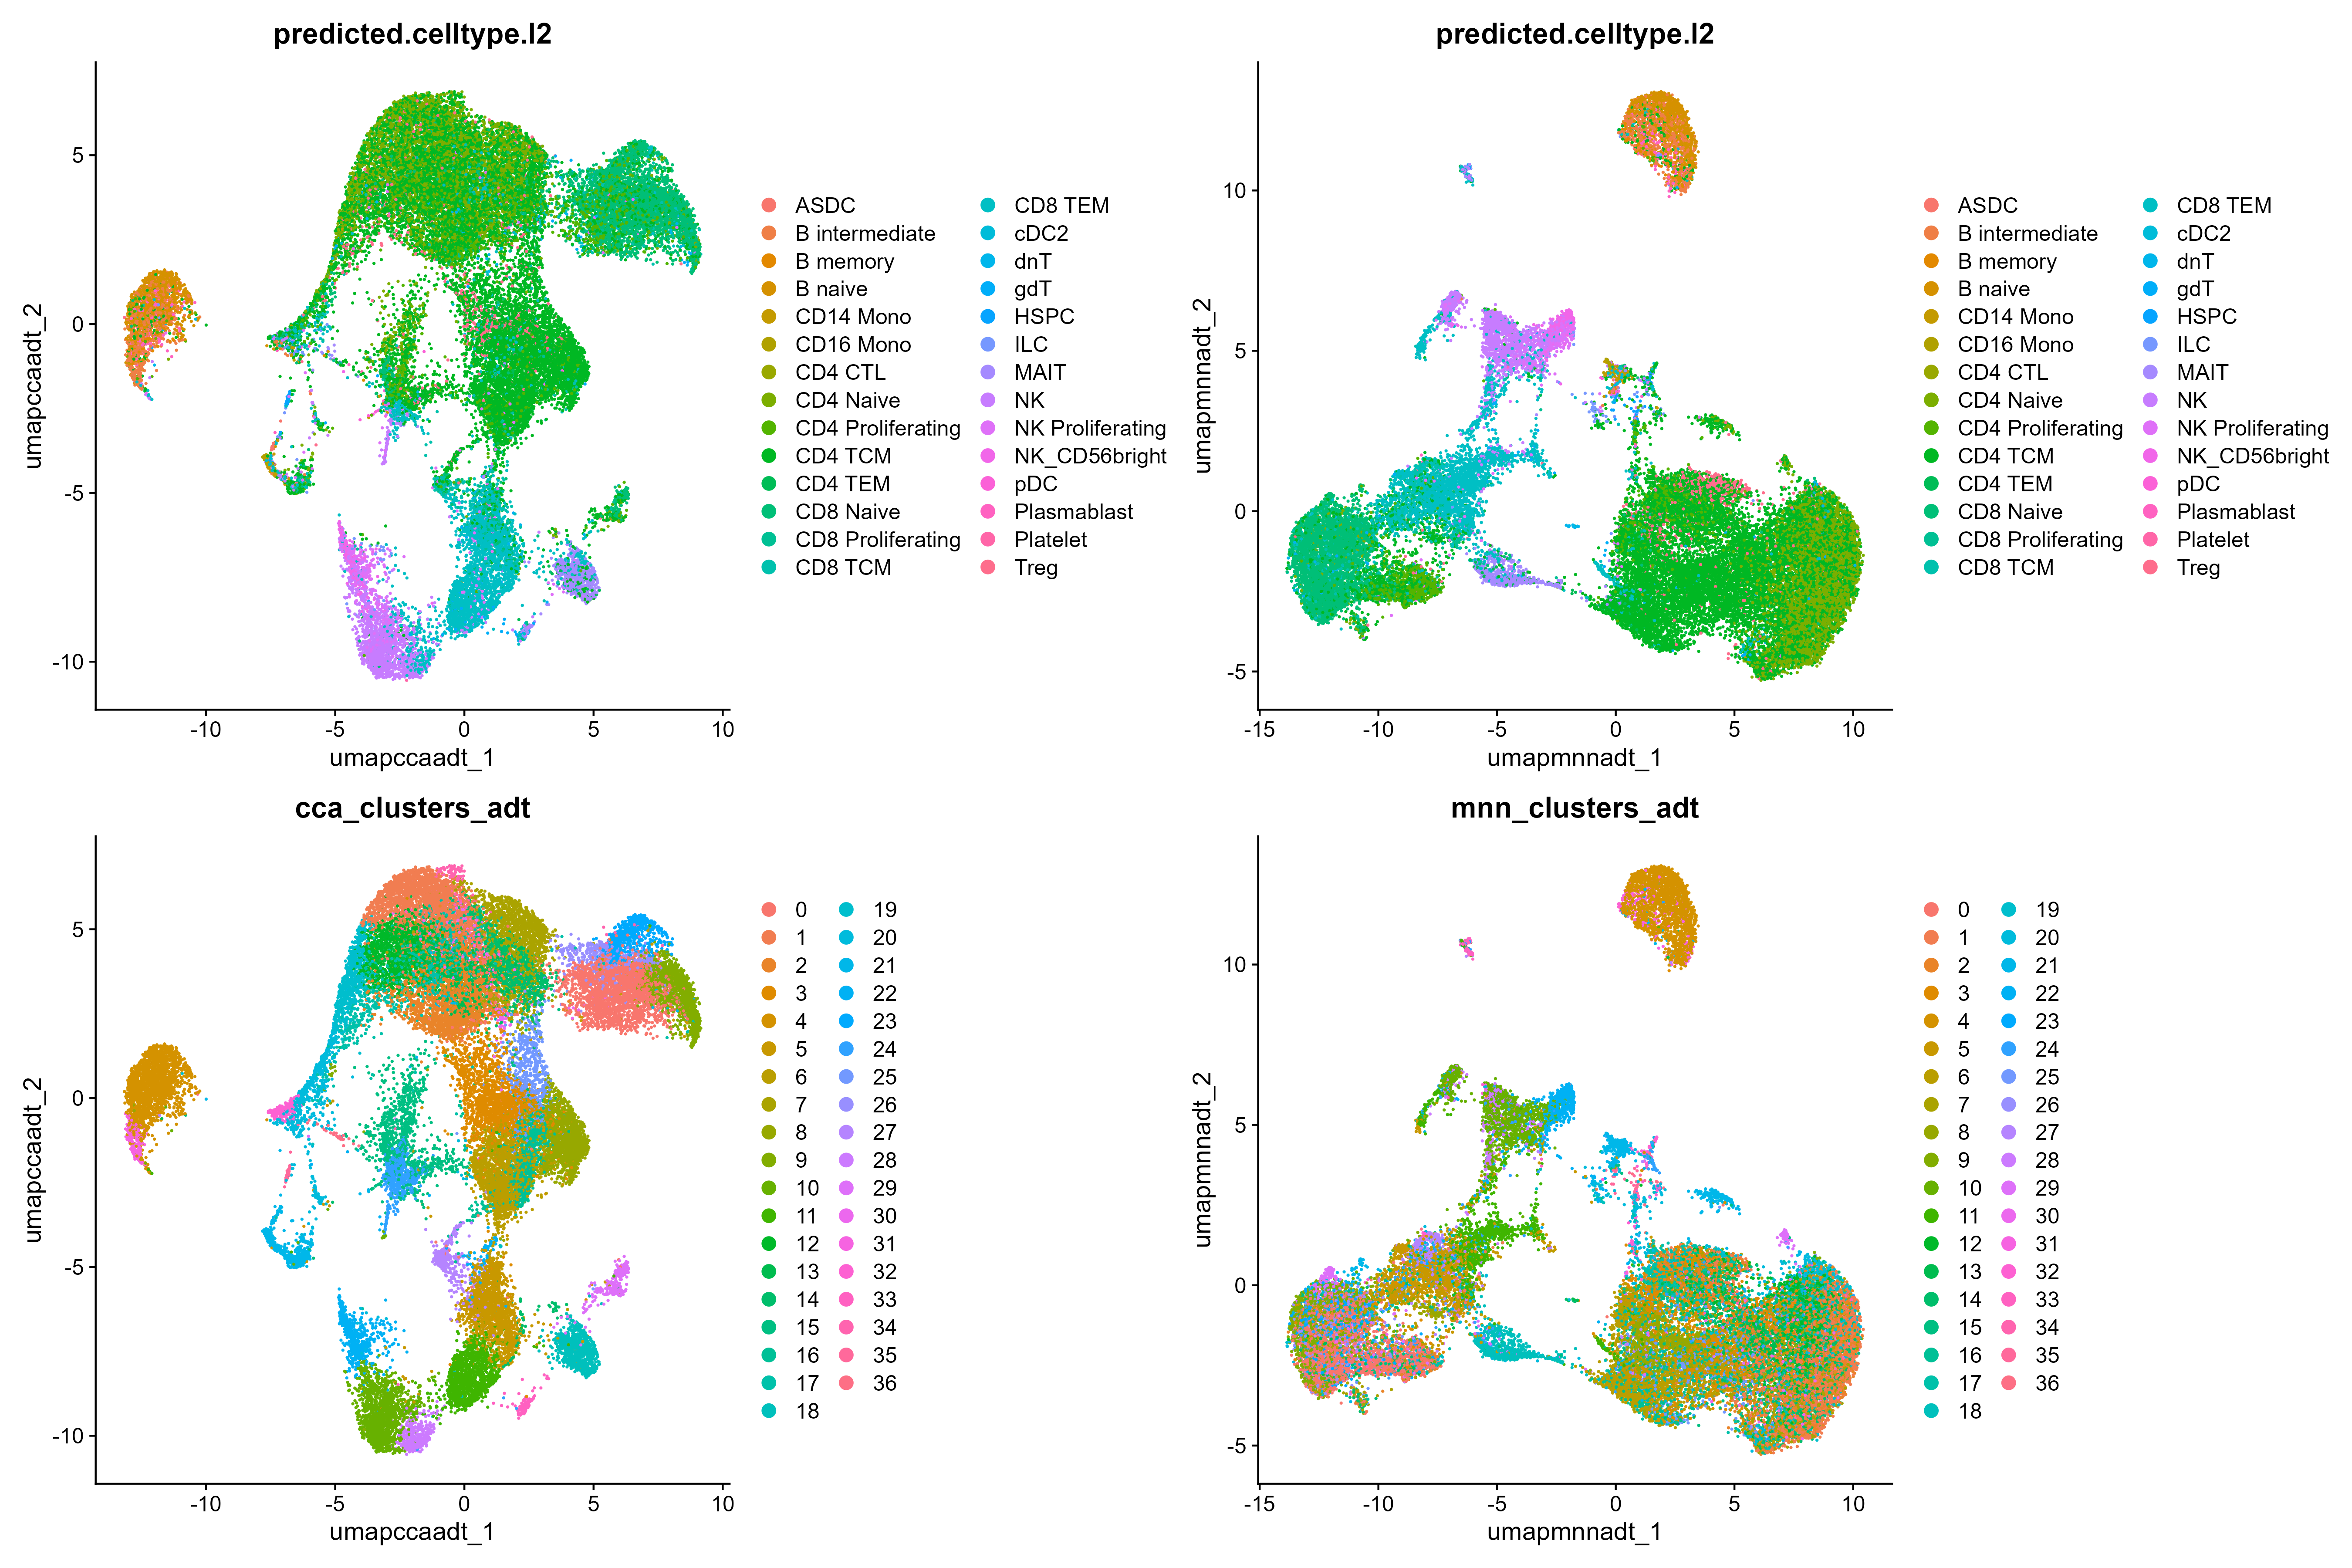 predicted.celltype.l2
predicted.celltype.l2
5
0
-5
-10
umapccaadt_2
-10
-5
0
5
10
umapccaadt_1
ASDC
B intermediate
B memory
B naive
CD14 Mono
CD16 Mono
CD4 CTL
CD4 Naive
CD4 Proliferating
CD4 TCM
CD4 TEM
CD8 Naive
CD8 Proliferating
CD8 TCM
CD8 TEM
cDC2
dnT
gdT
HSPC
ILC
MAIT
NK
NK Proliferating
NK_CD56bright
pDC
Plasmablast
Platelet
Treg
10
5
0
-5
umapmnnadt_2
-15
-10
-5
0
5
10
umapmnnadt_1
ASDC
B intermediate
B memory
B naive
CD14 Mono
CD16 Mono
CD4 CTL
CD4 Naive
CD4 Proliferating
CD4 TCM
CD4 TEM
CD8 Naive
CD8 Proliferating
CD8 TCM
CD8 TEM
cDC2
dnT
gdT
HSPC
ILC
MAIT
NK
NK Proliferating
NK_CD56bright
pDC
Plasmablast
Platelet
Treg
cca_clusters_adt
mnn_clusters_adt
5
0
-5
-10
umapccaadt_2
-10
-5
0
5
10
umapccaadt_1
0
1
2
3
4
5
6
7
8
9
10
11
12
13
14
15
16
17
18
19
20
21
22
23
24
25
26
27
28
29
30
31
32
33
34
35
36
10
5
0
-5
umapmnnadt_2
-15
-10
-5
0
5
10
umapmnnadt_1
0
1
2
3
4
5
6
7
8
9
10
11
12
13
14
15
16
17
18
19
20
21
22
23
24
25
26
27
28
29
30
31
32
33
34
35
36